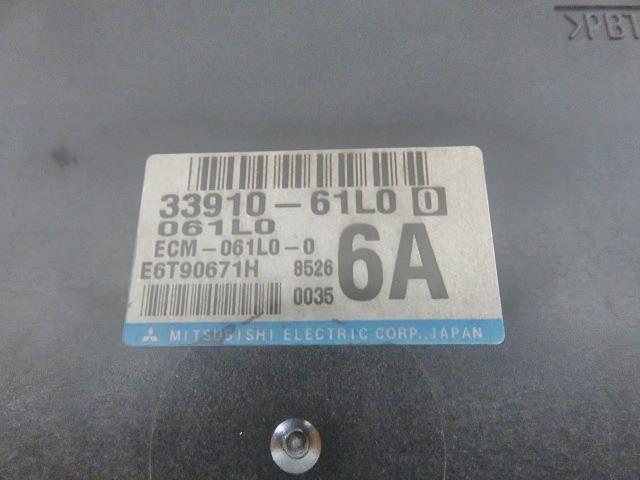 >PBT
33910-61L0 0
061L0
ECM-061L0-0
E6T90671H 8526 6A
0035
MITSUBISHI ELECTRIC CORP., JAPAN